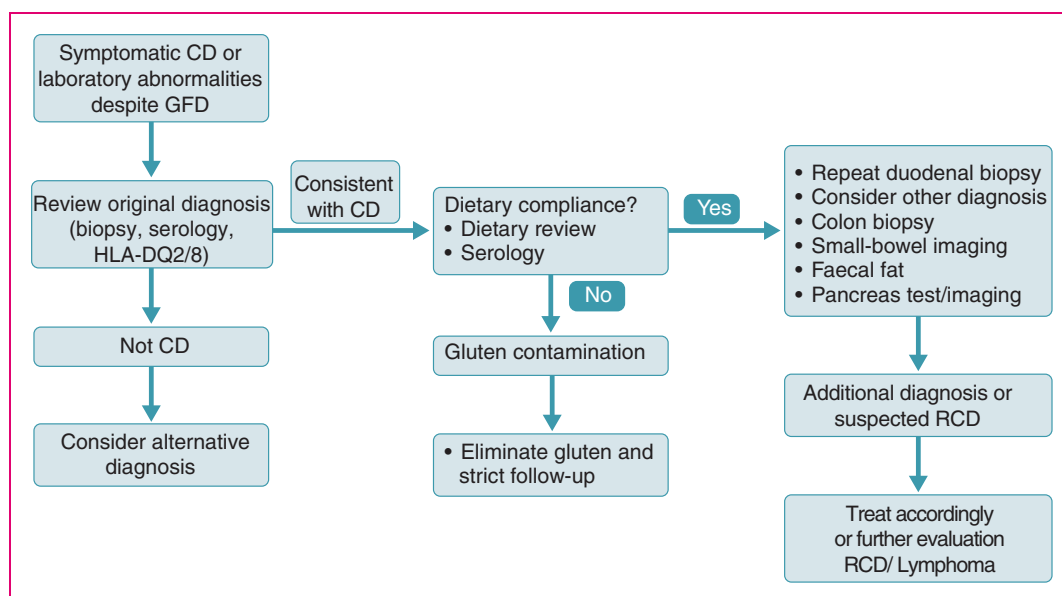 Symptomatic CD or
laboratory abnormalities
despite GFD
Review original diagnosis
(biopsy, serology,
HLA-DQ2/8)
Not CD
Consider alternative
diagnosis
Consistent
with CD
Dietary compliance?
• Dietary review
• Serology
No
Gluten contamination
• Eliminate gluten and
strict follow-up
Yes
• Repeat duodenal biopsy
• Consider other diagnosis
• Colon biopsy
• Small-bowel imaging
• Faecal fat
• Pancreas test/imaging
Additional diagnosis or
suspected RCD
Treat accordingly
or further evaluation
RCD/ Lymphoma